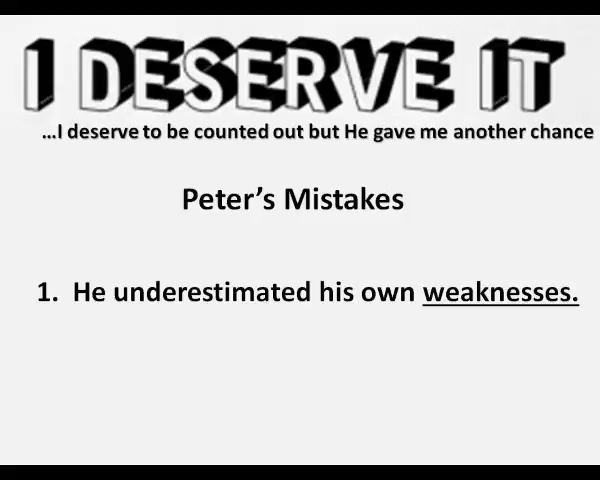 I DESERVE IT
...I deserve to be counted out but He gave me another chance
Peter's Mistakes
1. He underestimated his own weaknesses.